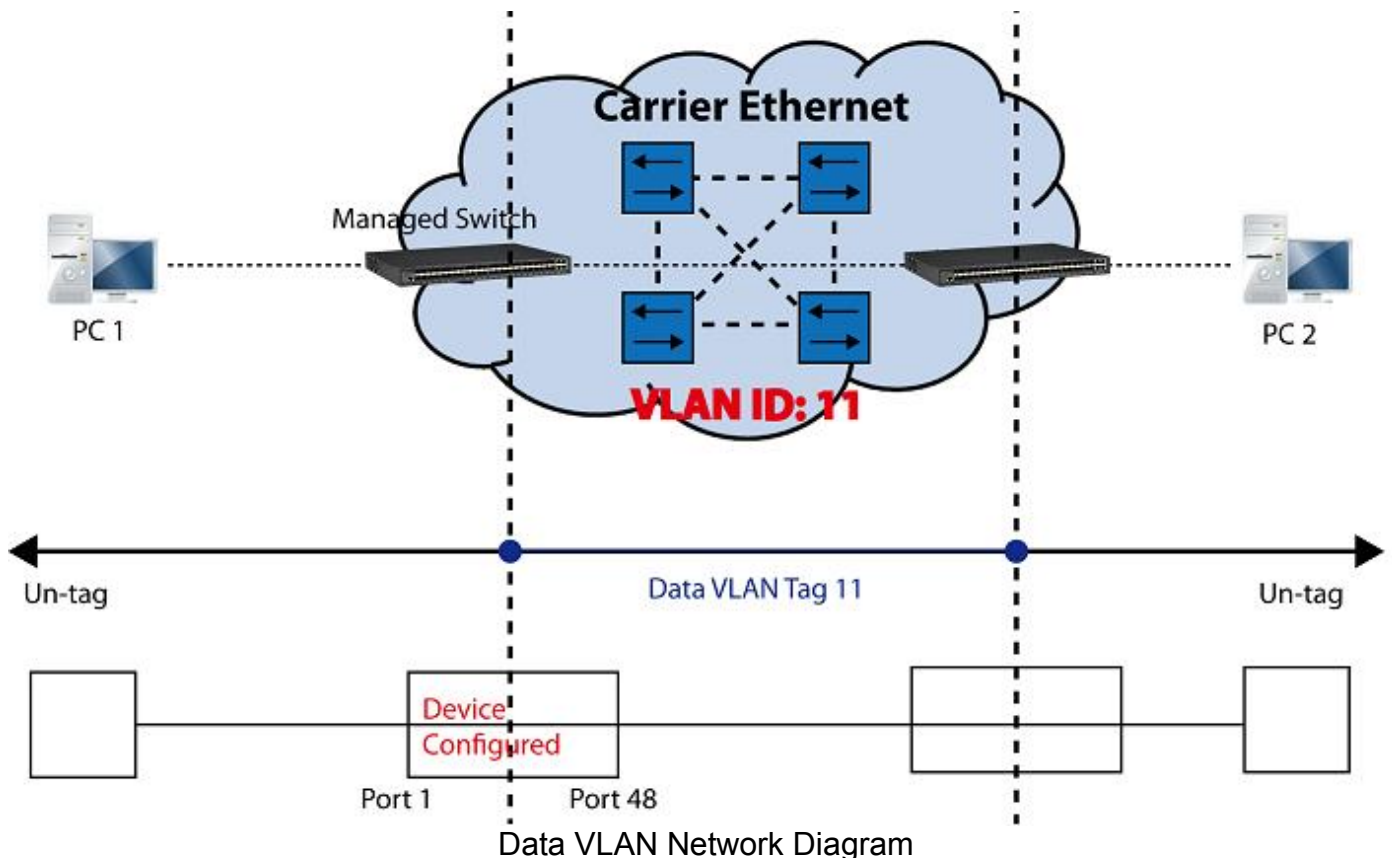 Carrier Ethernet
Managed Switch
PC 1
PC 2
VLAN ID: 11
Un-tag
Data VLAN Tag 11
Un-tag
Device
Configured
Port 1
Port 48
Data VLAN Network Diagram